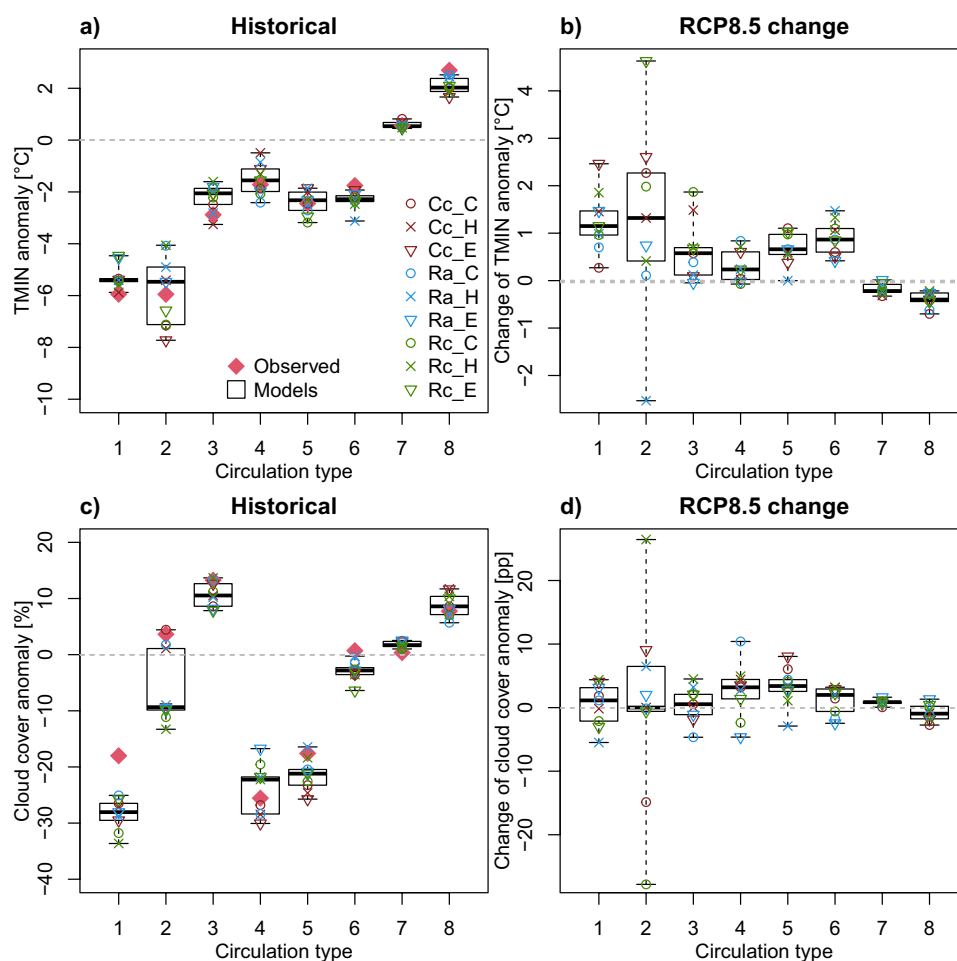 a) Historical
TMIN anomaly [°C]
2
0
−2
−4
−6
−8
−10
Cc_C
Cc_H
Cc_E
Ra_C
Ra_H
Ra_E
Rc_C
Rc_H
Rc_E
Observed
Models
1 2 3 4 5 6 7 8
Circulation type
b) RCP8.5 change
Change of TMIN anomaly [°C]
4
3
2
1
0
−1
−2
1 2 3 4 5 6 7 8
Circulation type
c) Historical
Cloud cover anomaly [%]
20
10
0
−10
−20
−30
−40
1 2 3 4 5 6 7 8
Circulation type
d) RCP8.5 change
Change of cloud cover anomaly [pp]
20
10
0
−10
−20
1 2 3 4 5 6 7 8
Circulation type